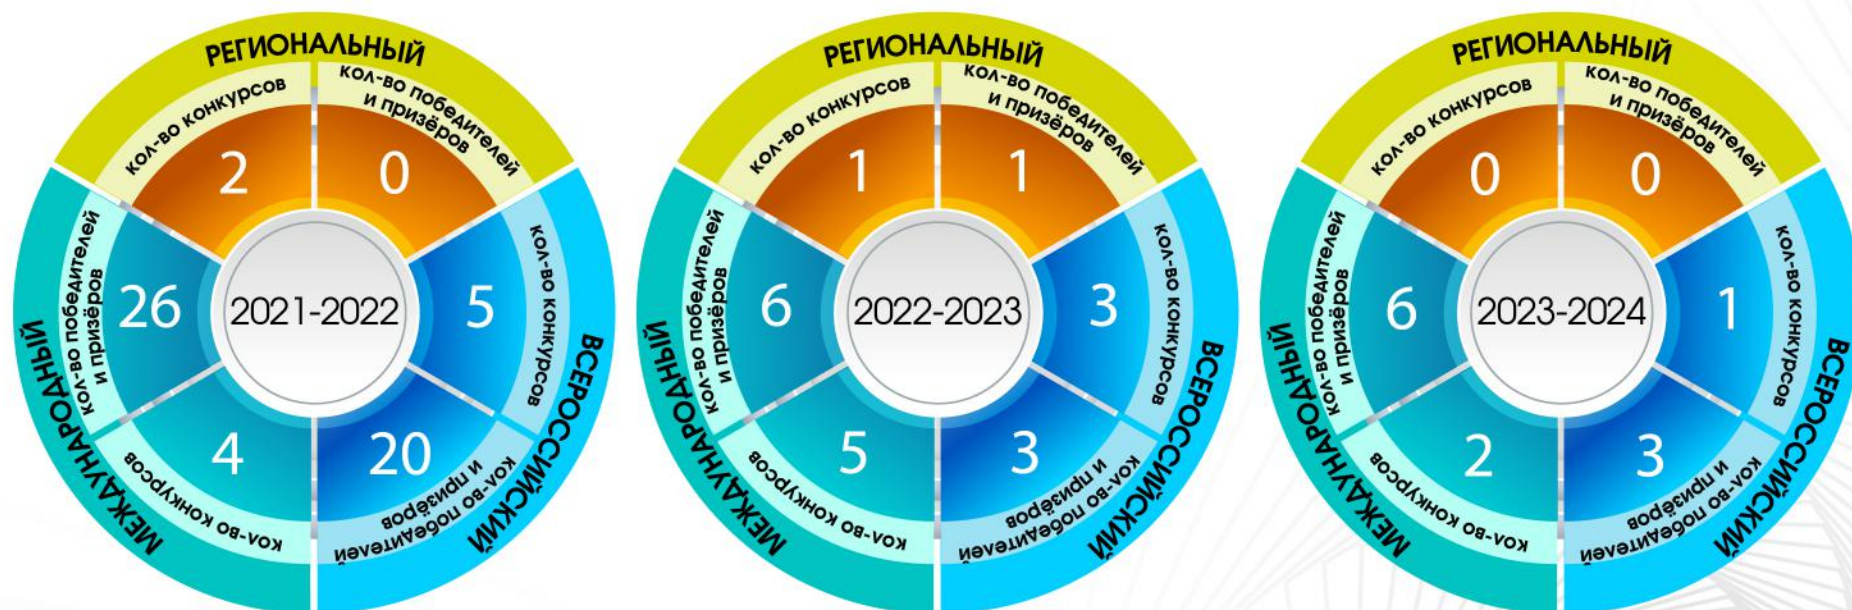 РЕГИОНАЛЬНЫЙ
кол-во конкурсов
2
кол-во победителей
и призёров
0
ВСЕРОССИЙСКИЙ
кол-во конкурсов
5
кол-во победителей
и призёров
20
МЕЖДУНАРОДНЫЙ
кол-во конкурсов
4
кол-во победителей
и призёров
26
2021-2022
РЕГИОНАЛЬНЫЙ
кол-во конкурсов
1
кол-во победителей
и призёров
1
ВСЕРОССИЙСКИЙ
кол-во конкурсов
3
кол-во победителей
и призёров
3
МЕЖДУНАРОДНЫЙ
кол-во конкурсов
5
кол-во победителей
и призёров
6
2022-2023
РЕГИОНАЛЬНЫЙ
кол-во конкурсов
0
кол-во победителей
и призёров
0
ВСЕРОССИЙСКИЙ
кол-во конкурсов
1
кол-во победителей
и призёров
3
МЕЖДУНАРОДНЫЙ
кол-во конкурсов
2
кол-во победителей
и призёров
6
2023-2024